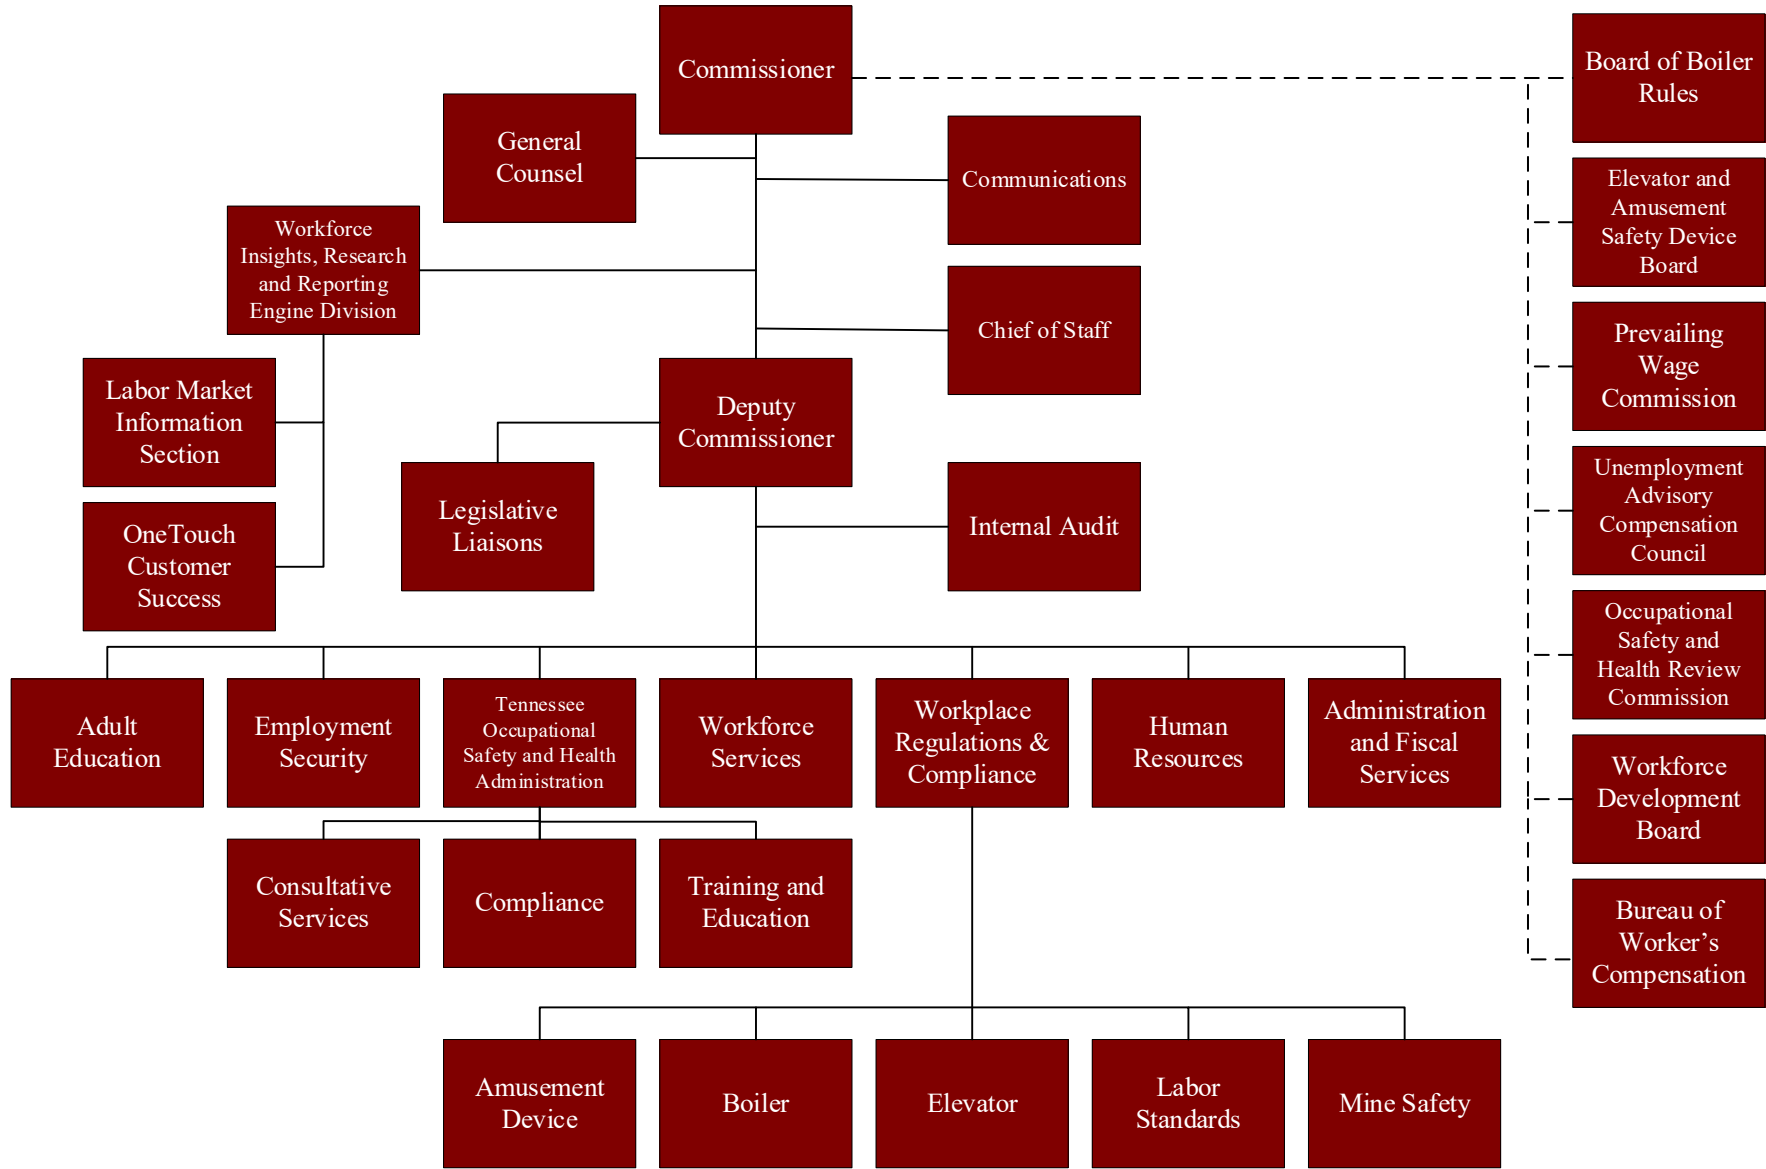 Commissioner
Board of Boiler
Rules
General
Counsel
Communications
Elevator and
Amusement
Safety Device
Board
Workforce
Insights, Research
and Reporting
Engine Division
Chief of Staff
Prevailing
Wage
Commission
Labor Market
Information
Section
Deputy
Commissioner
Unemployment
Advisory
Compensation
Council
Legislative
Liaisons
Internal Audit
OneTouch
Customer
Success
Occupational
Safety and
Health Review
Commission
Adult
Education
Employment
Security
Tennessee
Occupational
Safety and Health
Administration
Workforce
Services
Workplace
Regulations &
Compliance
Human
Resources
Administration
and Fiscal
Services
Workforce
Development
Board
Consultative
Services
Compliance
Training and
Education
Bureau of
Worker’s
Compensation
Amusement
Device
Boiler
Elevator
Labor
Standards
Mine Safety